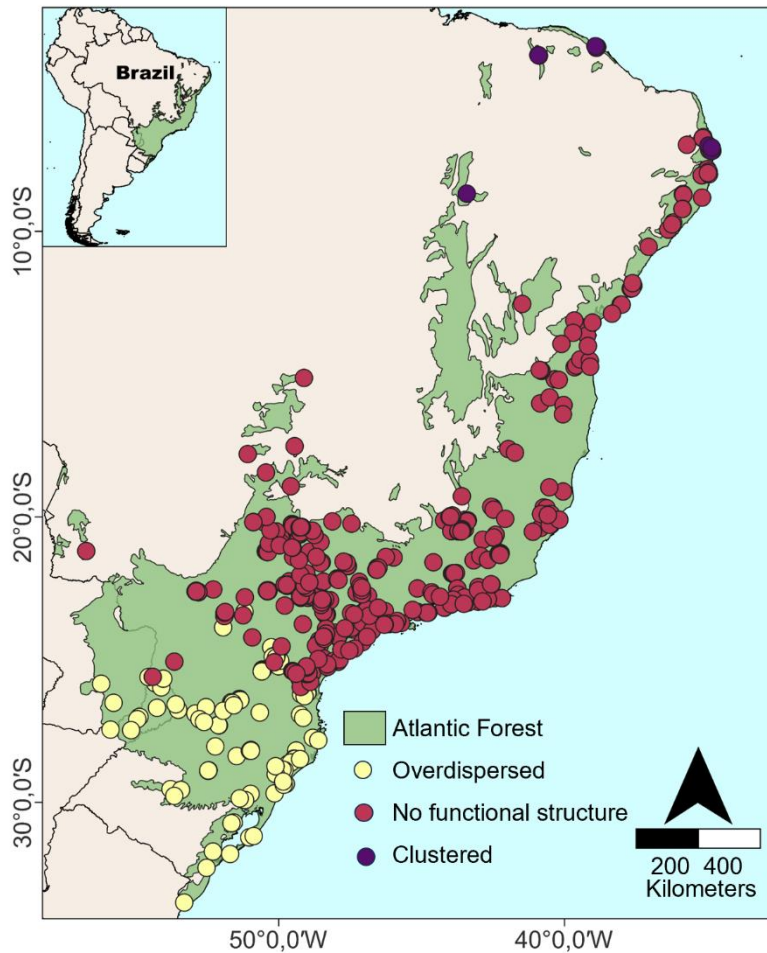 Brazil
10°0,0'S
20°0,0'S
30°0,0'S
Atlantic Forest
Overdispersed
No functional structure
Clustered
200 400
Kilometers
50°0,0'W
40°0,0'W